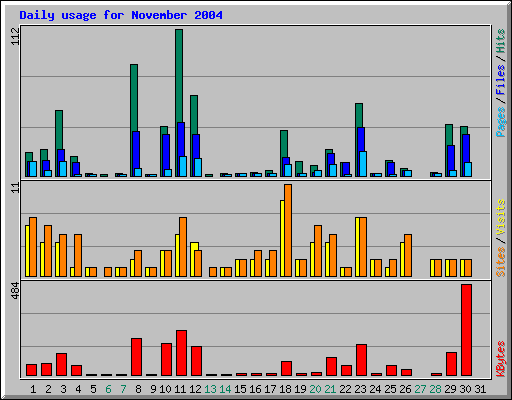 Daily usage for November 2004
112
Pages / Files / Hits
11
Sites / Visits
484
KBytes
1 2 3 4 5 6 7 8 9 10 11 12 13 14 15 16 17 18 19 20 21 22 23 24 25 26 27 28 29 30 31